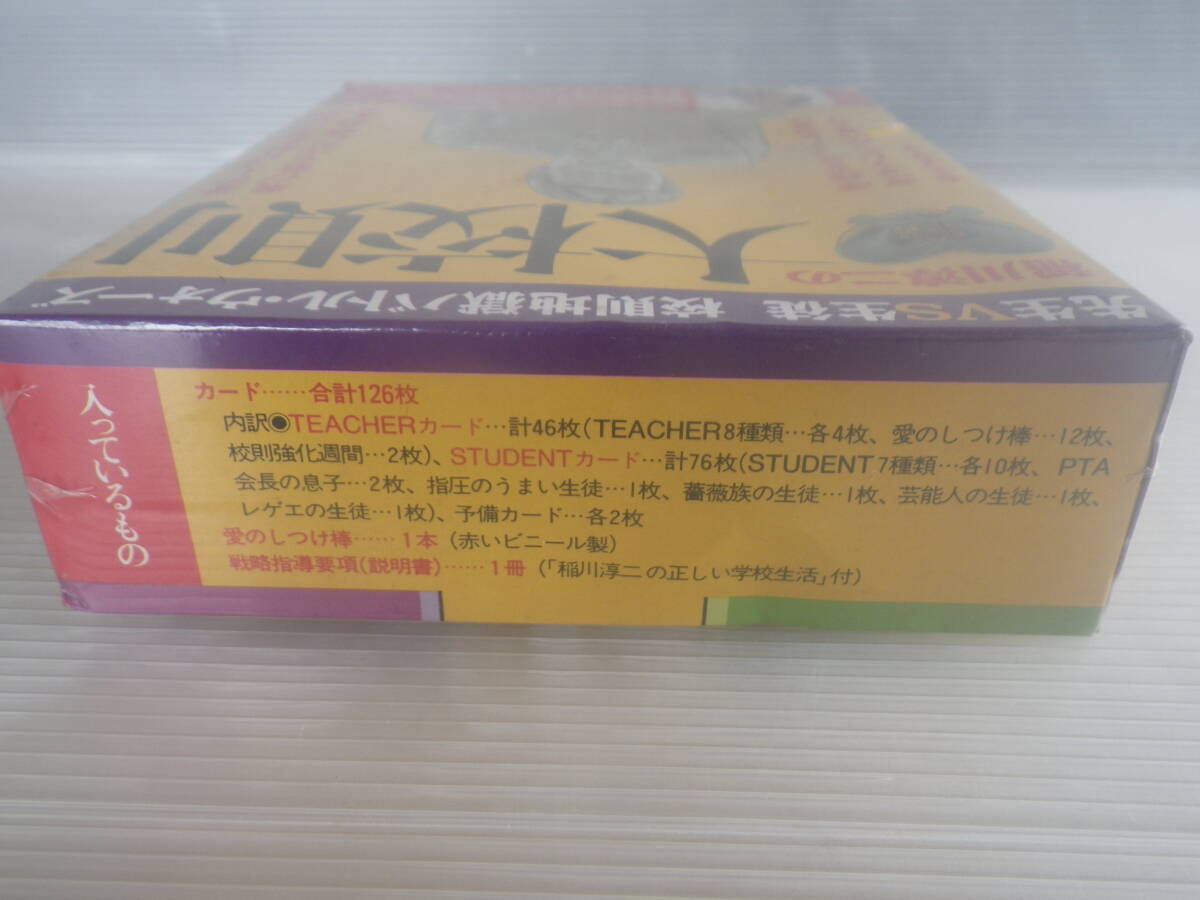 稲川淳二の
大校則
先生VS生徒 校則地獄バトル・ウォーズ
入っているもの
カード……合計126枚
内訳◉TEACHERカード…計46枚(TEACHER8種類…各4枚、愛のしつけ棒…12枚、
校則強化週間…2枚)、STUDENTカード…計76枚(STUDENT7種類…各10枚、PTA
会長の息子…2枚、指圧のうまい生徒…1枚、薔薇族の生徒…1枚、芸能人の生徒…1枚、
レゲエの生徒…1枚)、予備カード…各2枚
愛のしつけ棒……1本(赤いビニール製)
戦略指導要項(説明書)……1冊(「稲川淳二の正しい学校生活」付)